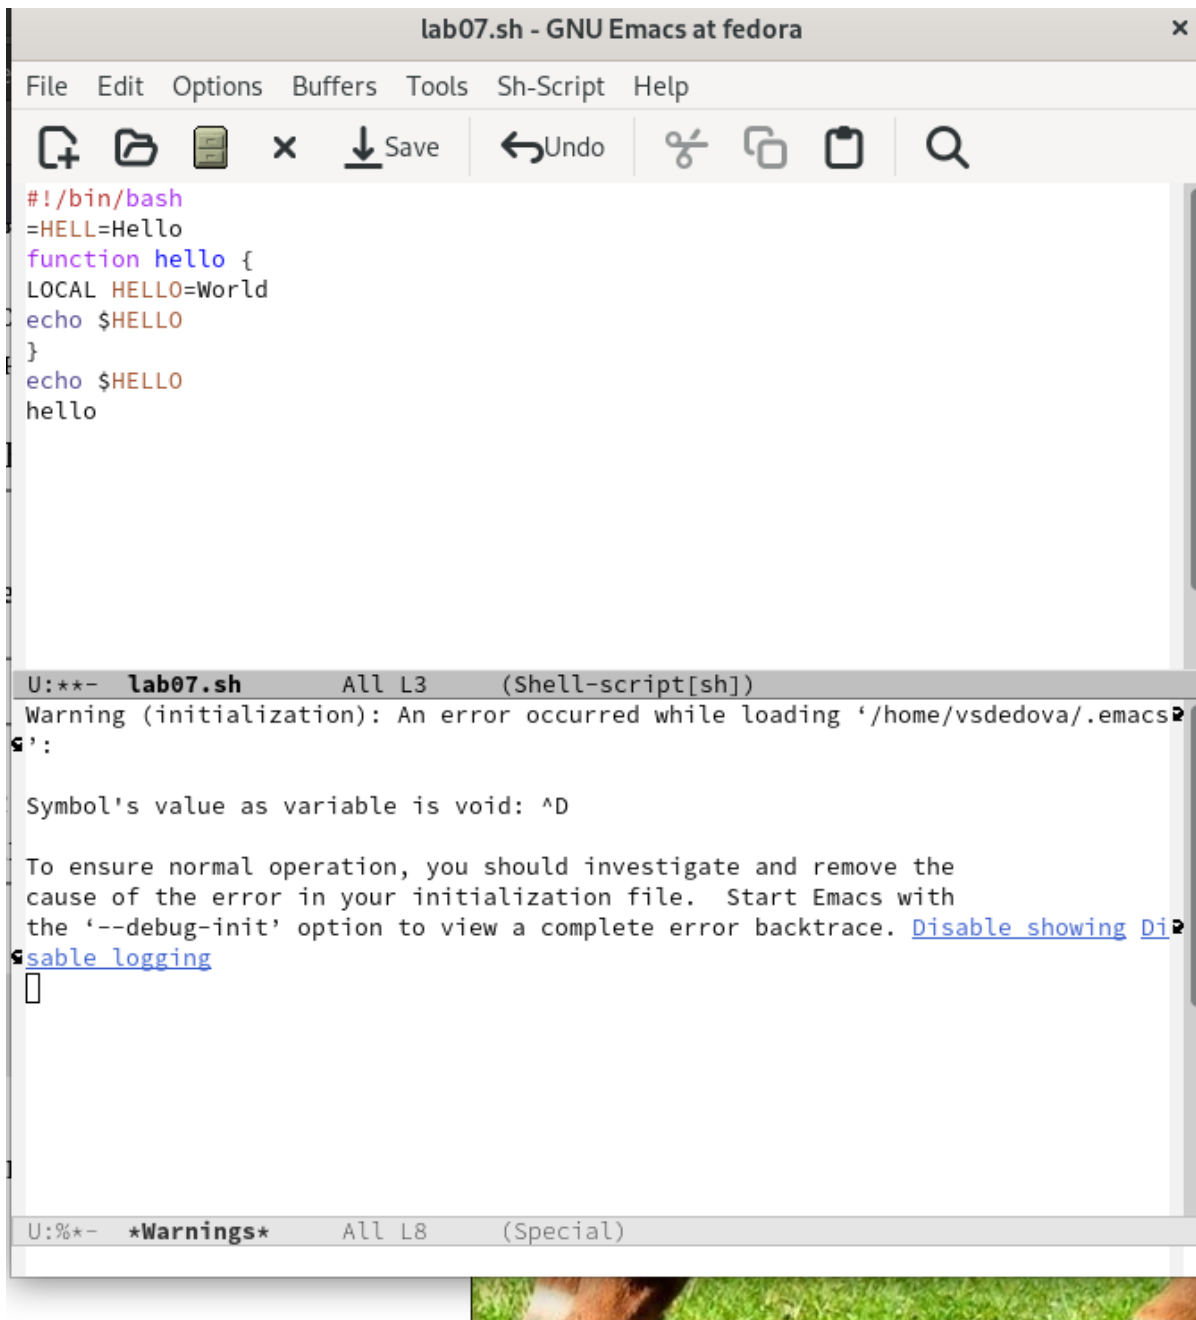 lab07.sh - GNU Emacs at fedora
File Edit Options Buffers Tools Sh-Script Help
Save Undo
#!/bin/bash
=HELL=Hello
function hello {
LOCAL HELLO=World
echo $HELLO
}
echo $HELLO
hello
U:**-  lab07.sh      All L3     (Shell-script[sh])
Warning (initialization): An error occurred while loading ‘/home/vsdedova/.emacs
’:
Symbol's value as variable is void: ^D
To ensure normal operation, you should investigate and remove the
cause of the error in your initialization file.  Start Emacs with
the ‘--debug-init’ option to view a complete error backtrace. Disable showing Di
sable logging
U:%*-  *Warnings*     All L8     (Special)